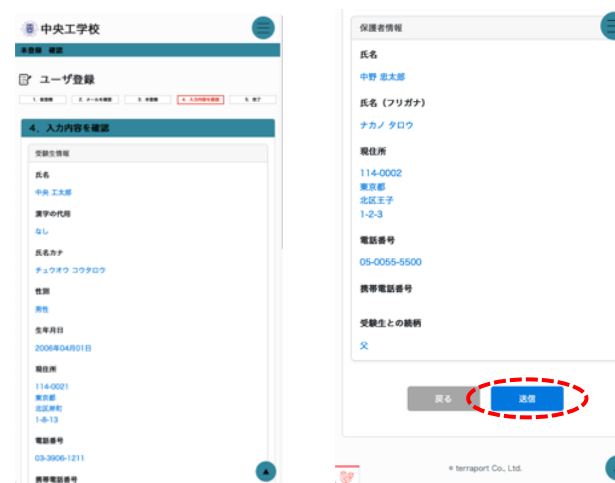 中央工学校
本登録 確認
ユーザ登録
1. 仮登録 2. メールを確認 3. 本登録 4. 入力内容を確認 5. 完了
4. 入力内容を確認
受験生情報
氏名
中央 工太郎
漢字の代用
なし
氏名カナ
チュウオウ コウタロウ
性別
男性
生年月日
2006年04月01日
現住所
114-0021
東京都
北区岸町
1-8-13
電話番号
03-3906-1211
携帯電話番号
保護者情報
氏名
中野 忠太郎
氏名(フリガナ)
ナカノ タロウ
現住所
114-0002
東京都
北区王子
1-2-3
電話番号
05-0055-5500
携帯電話番号
受験生との続柄
父
戻る 送信
© terraport Co., Ltd.